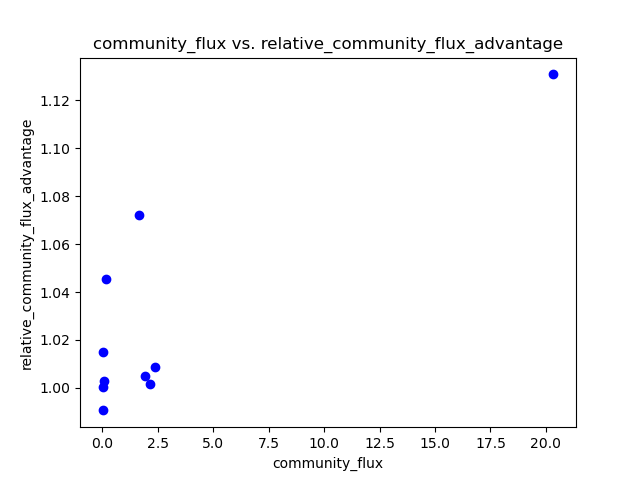 community_flux vs. relative_community_flux_advantage
1.12
1.10
1.08
1.06
1.04
1.02
1.00
relative_community_flux_advantage
0.0 2.5 5.0 7.5 10.0 12.5 15.0 17.5 20.0
community_flux